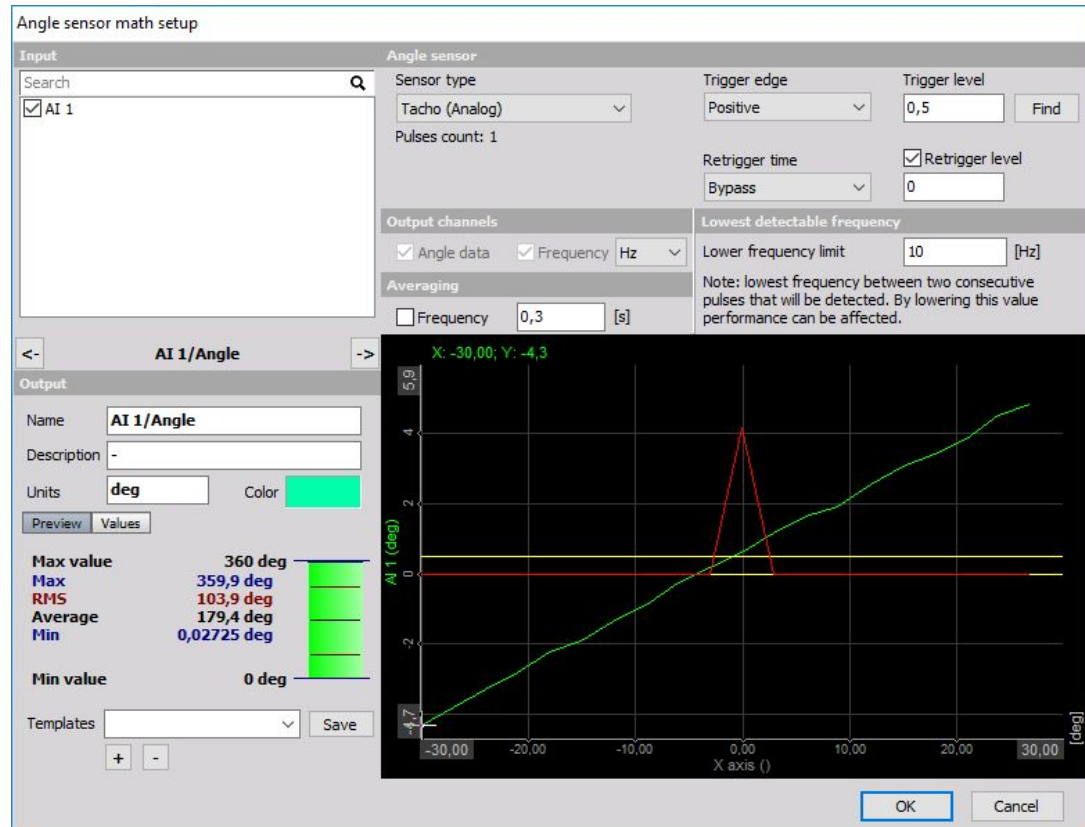 Angle sensor math setup
Input
Search
AI 1
Angle sensor
Sensor type
Tacho (Analog)
Pulses count: 1
Trigger edge
Positive
Trigger level
0,5
Find
Retrigger time
Bypass
Retrigger level
0
Output channels
Angle data
Frequency
Hz
Averaging
Frequency
0,3
[s]
Lowest detectable frequency
Lower frequency limit
10
[Hz]
Note: lowest frequency between two consecutive
pulses that will be detected. By lowering this value
performance can be affected.
<-
AI 1/Angle
->
Output
Name
AI 1/Angle
Description
-
Units
deg
Color
Preview
Values
Max value 360 deg
Max 359,9 deg
RMS 103,9 deg
Average 179,4 deg
Min 0,02725 deg
Min value 0 deg
Templates
Save
+
-
X: -30,00; Y: -4,3
5,9
4
2
0
-2
-4,7
AI 1 (deg)
-30,00
-20,00
-10,00
0,00
10,00
20,00
30,00
X axis ()
[deg]
OK
Cancel